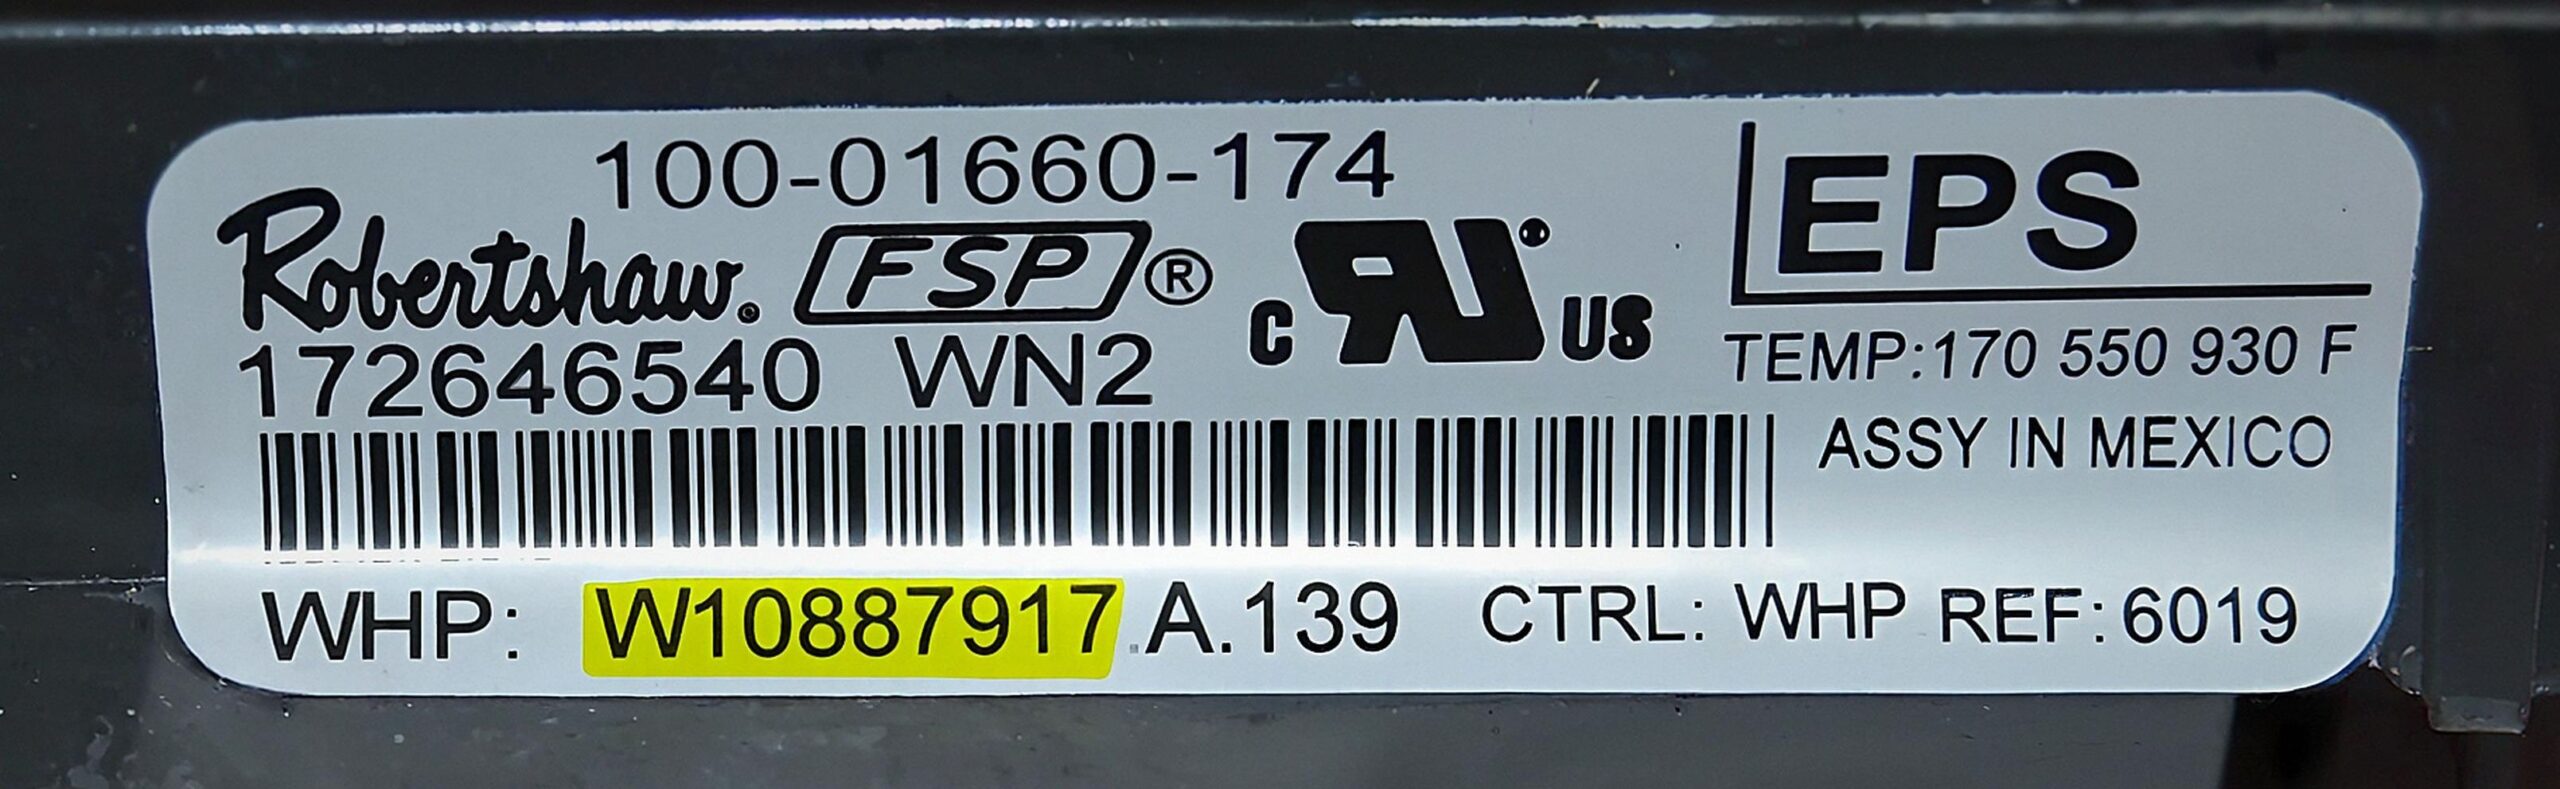 100-01660-174
Robertshaw® FSP® C RU® US
172646540 WN2
EPS
TEMP:170 550 930 F
ASSY IN MEXICO
WHP: W10887917.A.139 CTRL: WHP REF: 6019